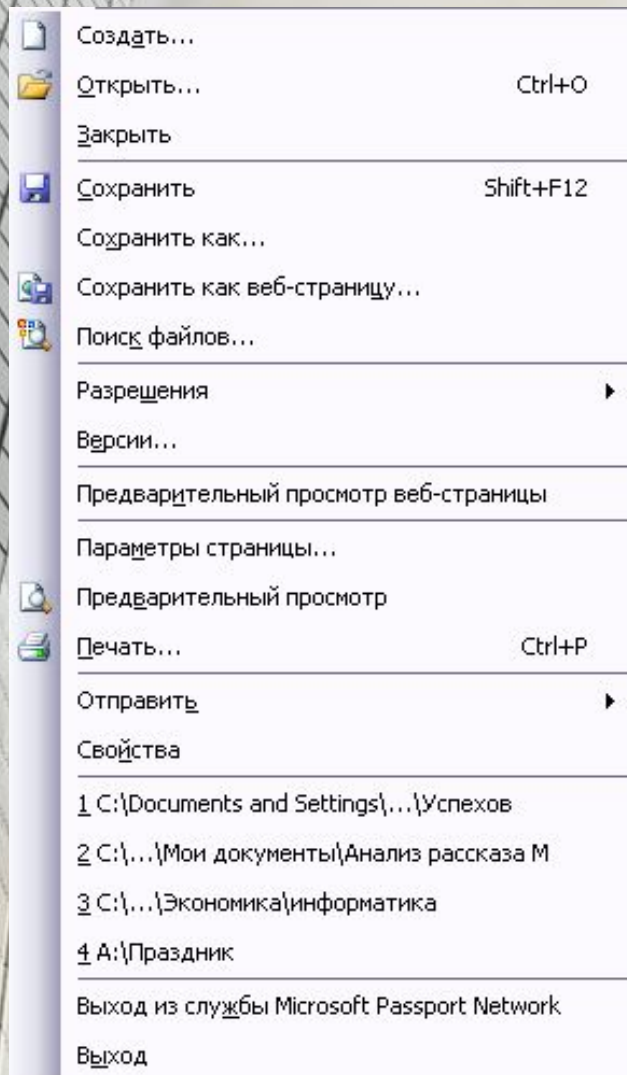 Создать...
Открыть... Ctrl+O
Закрыть
Сохранить Shift+F12
Сохранить как...
Сохранить как веб-страницу...
Поиск файлов...
Разрешения
Версии...
Предварительный просмотр веб-страницы
Параметры страницы...
Предварительный просмотр
Печать... Ctrl+P
Отправить
Свойства
1 C:\Documents and Settings\...\Успехов
2 C:\...\Мои документы\Анализ рассказа М
3 C:\...\Экономика\информатика
4 A:\Праздник
Выход из службы Microsoft Passport Network
Выход